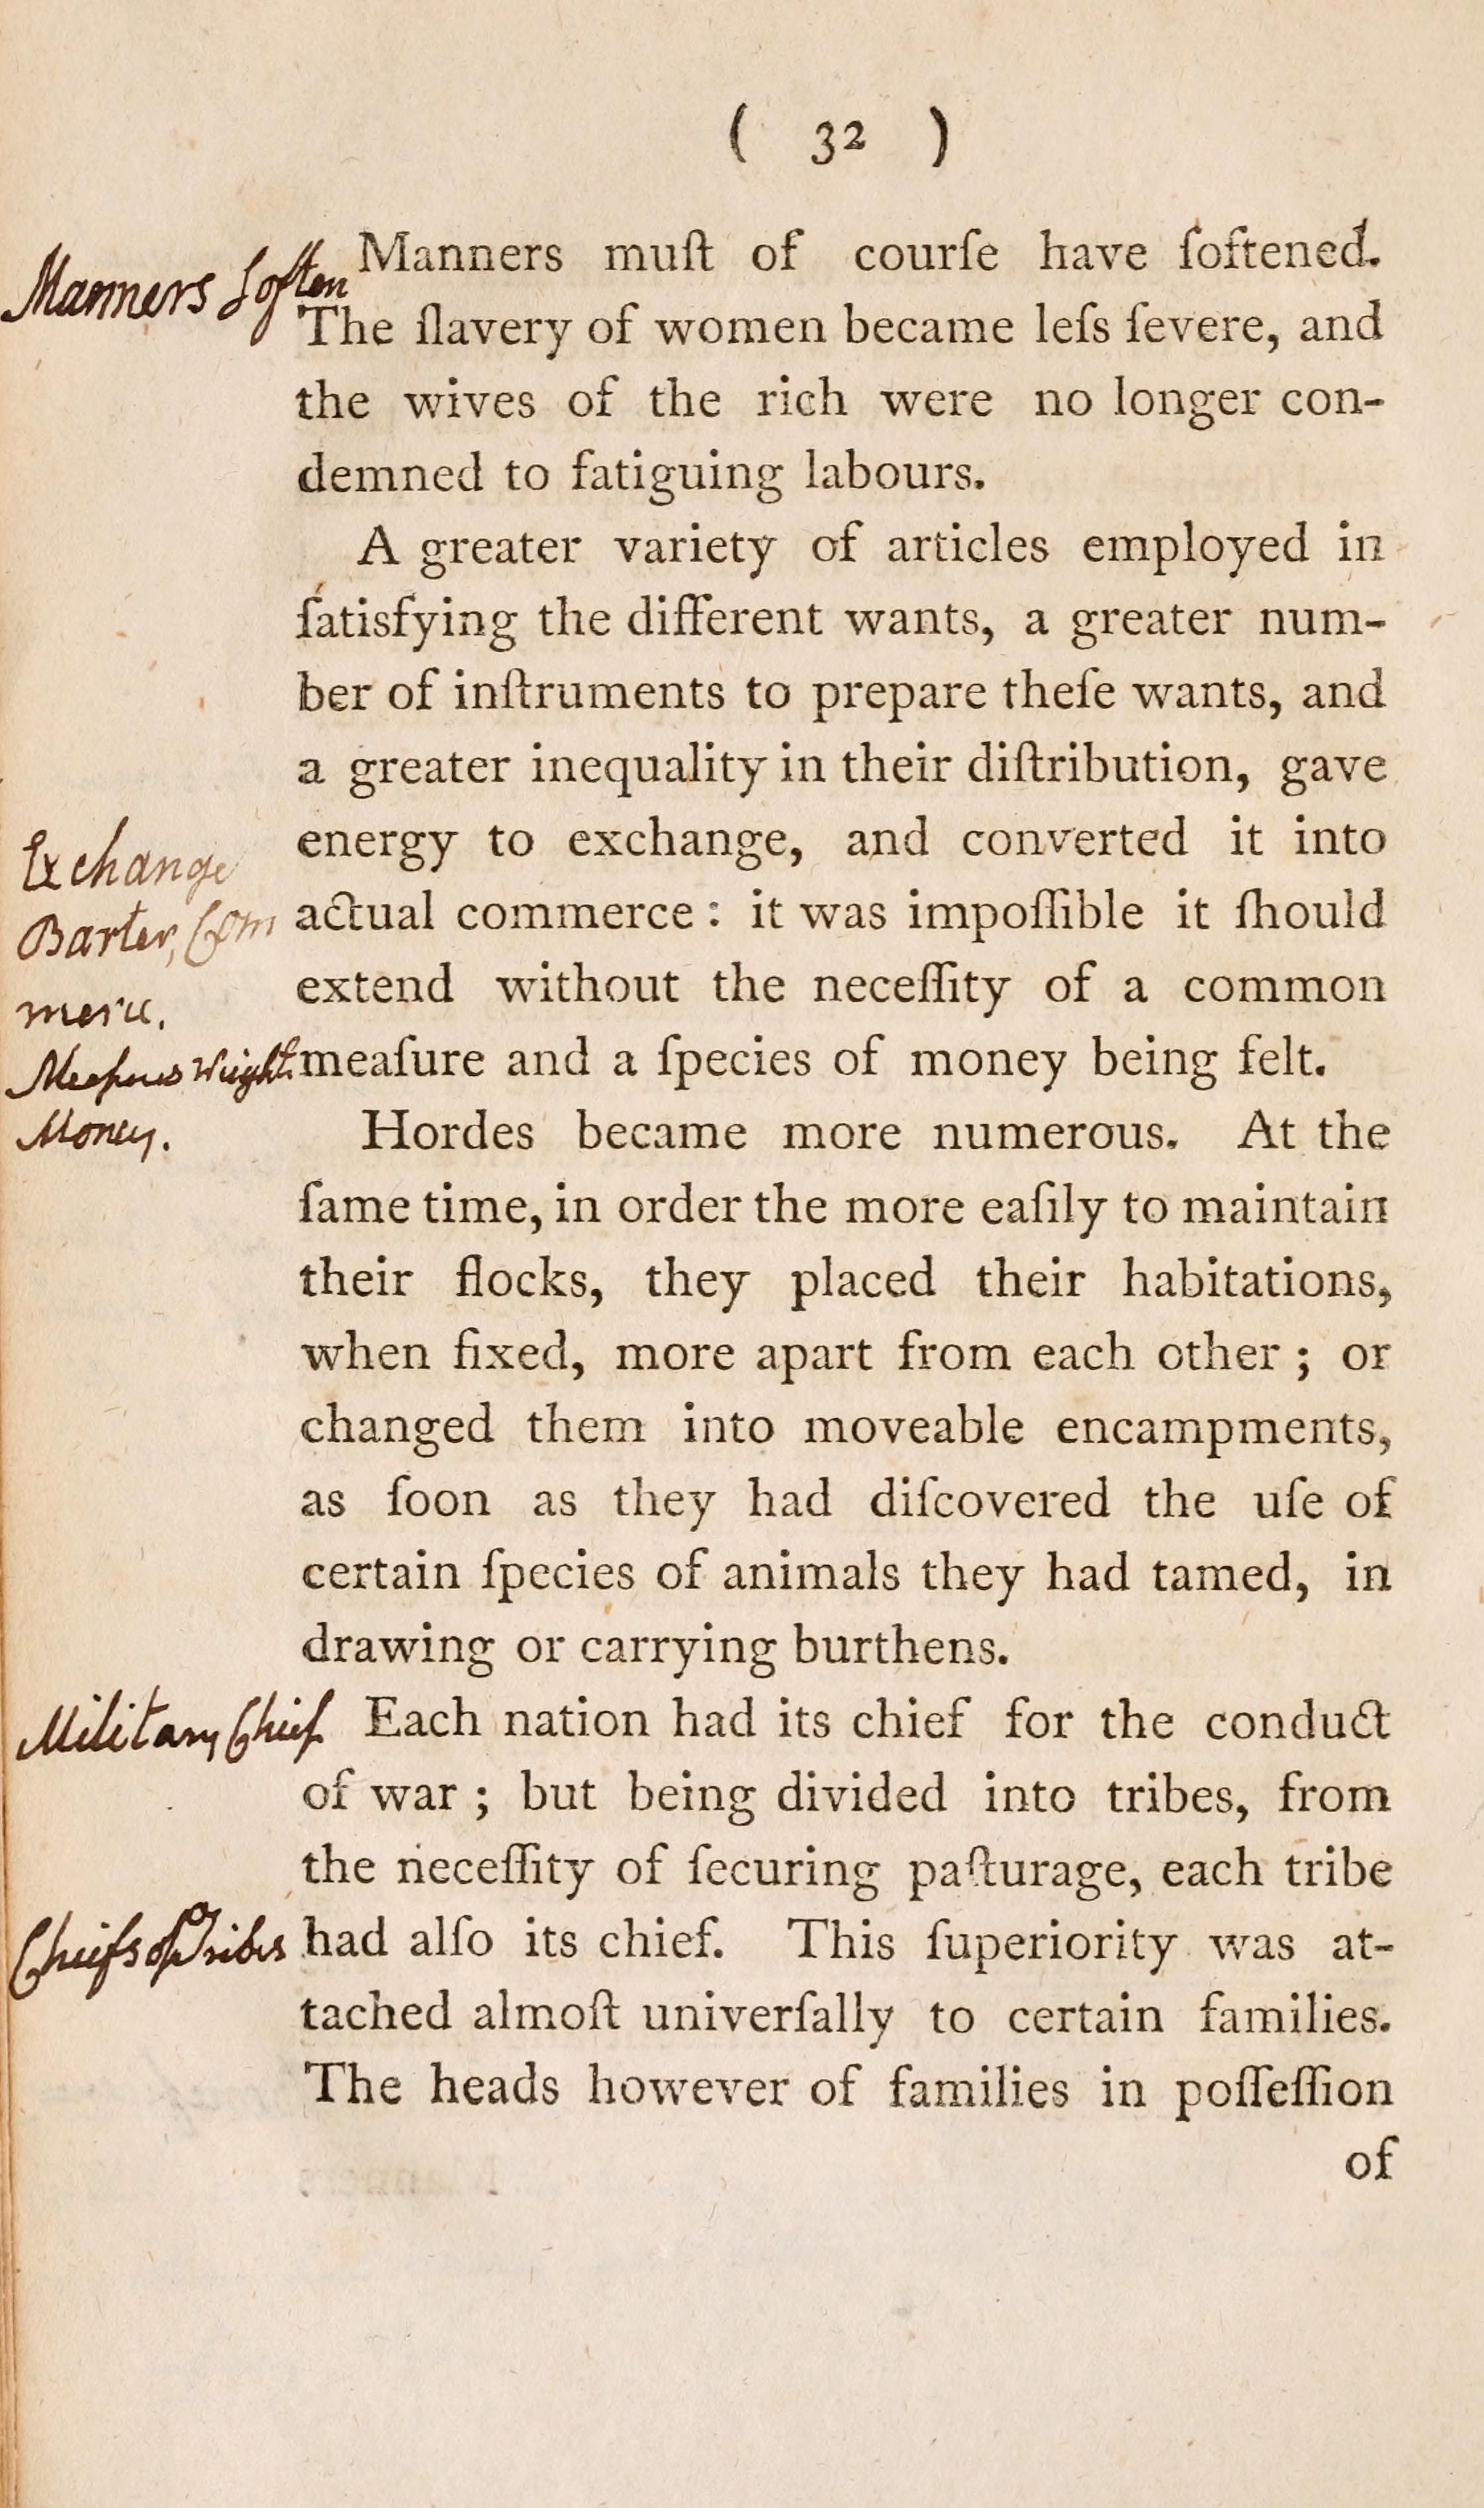 ( 32 )
Manners Soften
Manners muſt of courſe have ſoftened.
The ſlavery of women became leſs ſevere, and
the wives of the rich were no longer con-
demned to fatiguing labours.
A greater variety of articles employed in
ſatisfying the different wants, a greater num-
ber of inſtruments to prepare theſe wants, and
a greater inequality in their diſtribution, gave
Exchange
energy to exchange, and converted it into
Barter, Com
actual commerce: it was impoſſible it ſhould
merce.
extend without the neceſſity of a common
Measures Weights
meaſure and a ſpecies of money being felt.
Money.
Hordes became more numerous. At the
ſame time, in order the more eaſily to maintain
their flocks, they placed their habitations,
when fixed, more apart from each other; or
changed them into moveable encampments,
as ſoon as they had diſcovered the uſe of
certain ſpecies of animals they had tamed, in
drawing or carrying burthens.
Military Chief
Each nation had its chief for the conduct
of war; but being divided into tribes, from
the neceſſity of ſecuring paſturage, each tribe
Chiefs of Tribes
had alſo its chief. This ſuperiority was at-
tached almoſt univerſally to certain families.
The heads however of families in poſſeſſion
of